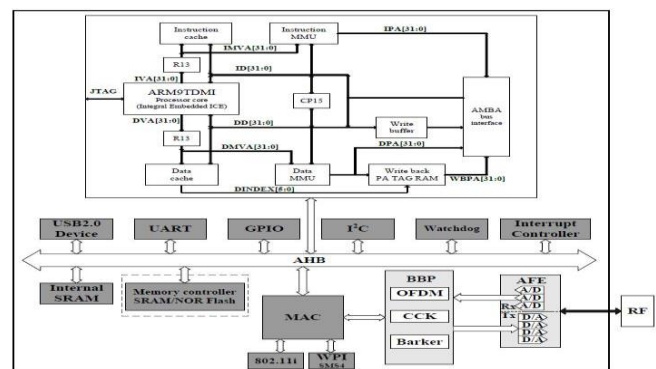 Instruction cache
Instruction MMU
IPA[31:0]
IMVA[31:0]
R13
ID[31:0]
IVA[31:0]
JTAG
ARM9TDMI
Processor core
(Integral Embedded ICE)
CP15
AMBA bus interface
DVA[31:0]
DD[31:0]
Write buffer
R13
DPA[31:0]
DMVA[31:0]
Data cache
Data MMU
Write back PA TAG RAM
WBPA[31:0]
DINDEX[8:0]
USB2.0 Device
UART
GPIO
I²C
Watchdog
Interrupt Controller
AHB
Internal SRAM
Memory controller SRAM/NOR Flash
MAC
802.11i
WPI
SMS4
BBP
OFDM
CCK
Barker
AFE
A/D
A/D
A/D
Rx
Tx
D/A
D/A
D/A
D/A
RF